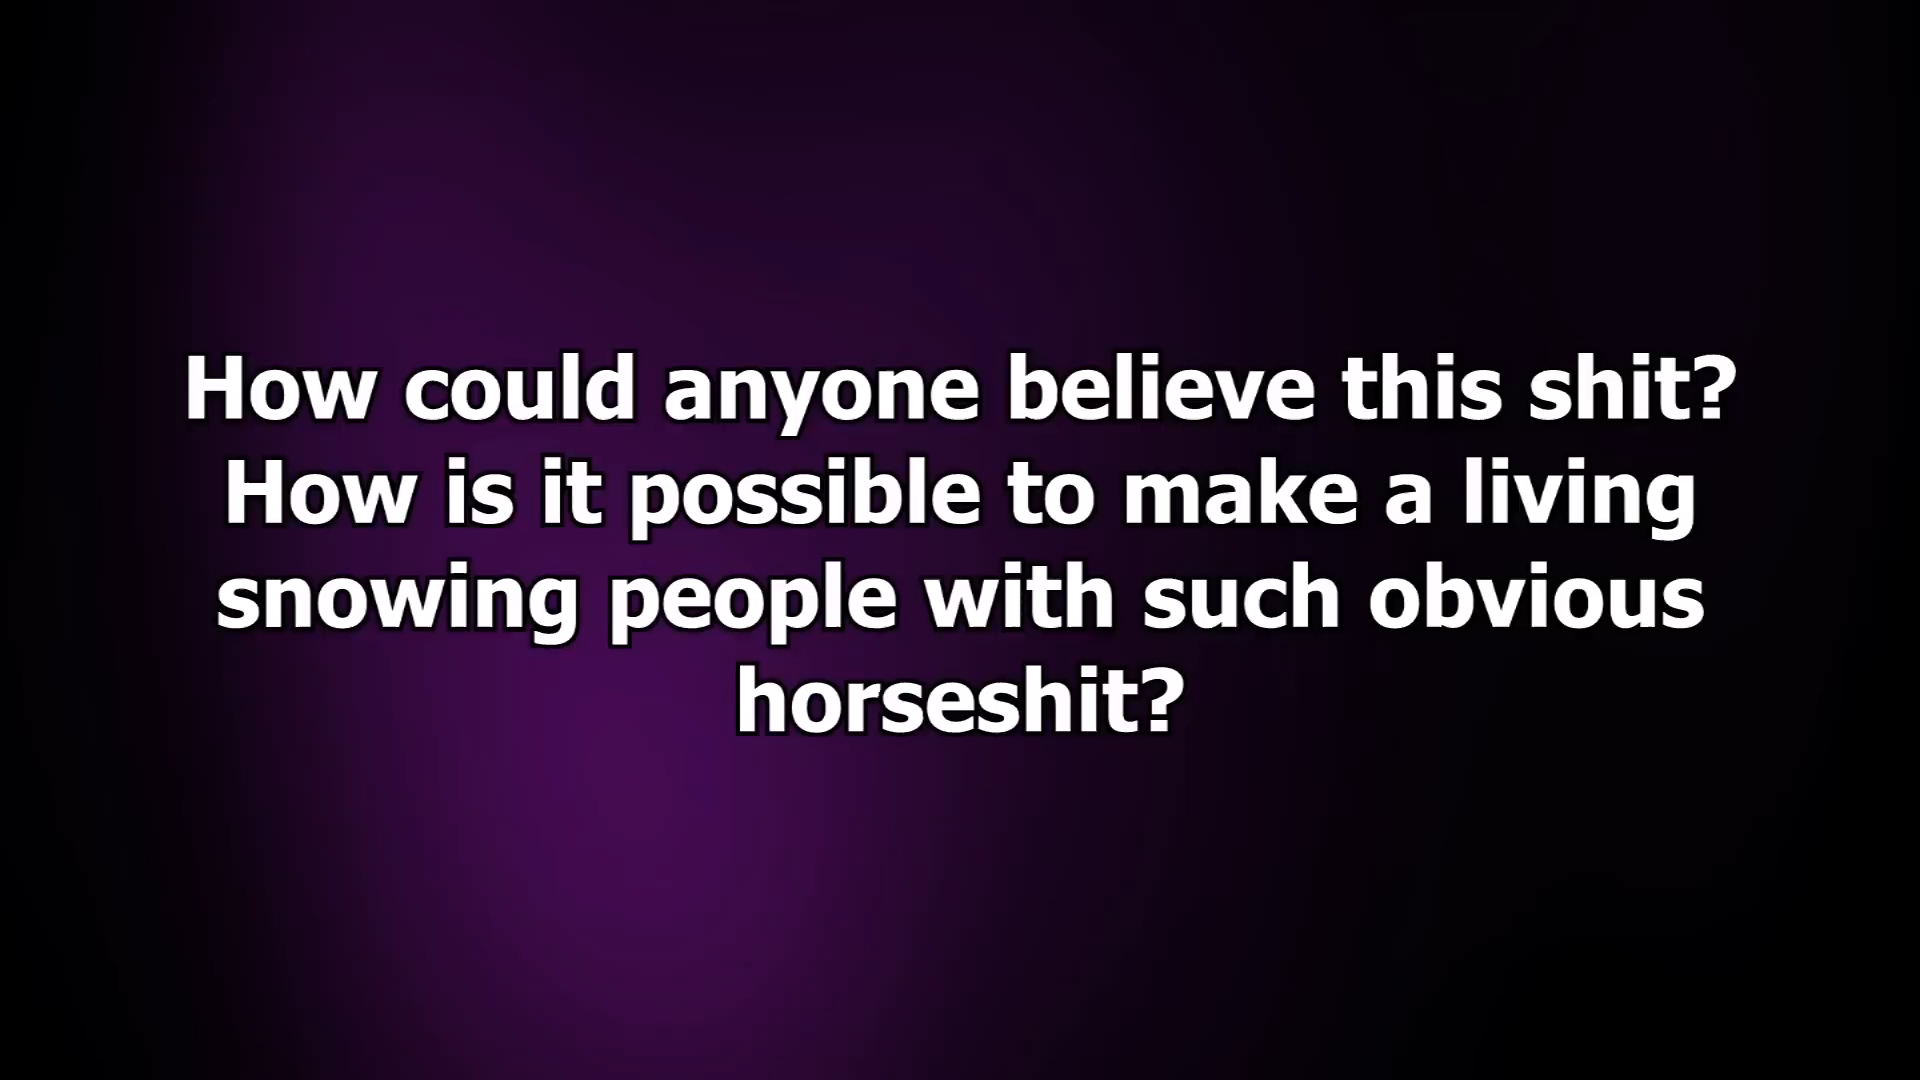 How could anyone believe this shit?
How is it possible to make a living
snowing people with such obvious
horseshit?